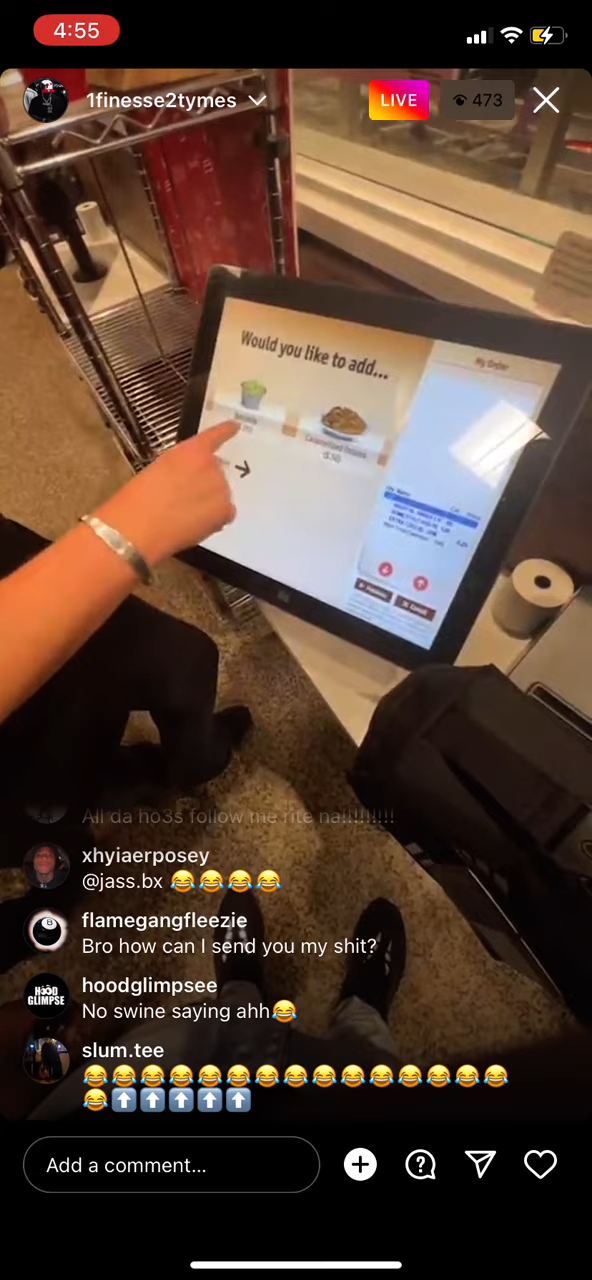 4:55
1finesse2tymes
LIVE
473
Would you like to add...
My Order
All da ho3s follow me rite na!!!!!!!!!
xhyiaerposey
@jass.bx 😂😂😂😂
flamegangfleezie
Bro how can I send you my shit?
HOOD
GLIMPSE
hoodglimpsee
No swine saying ahh😂
slum.tee
😂😂😂😂😂😂😂😂😂😂😂😂😂😂😂
😂⬆️⬆️⬆️⬆️⬆️
Add a comment...